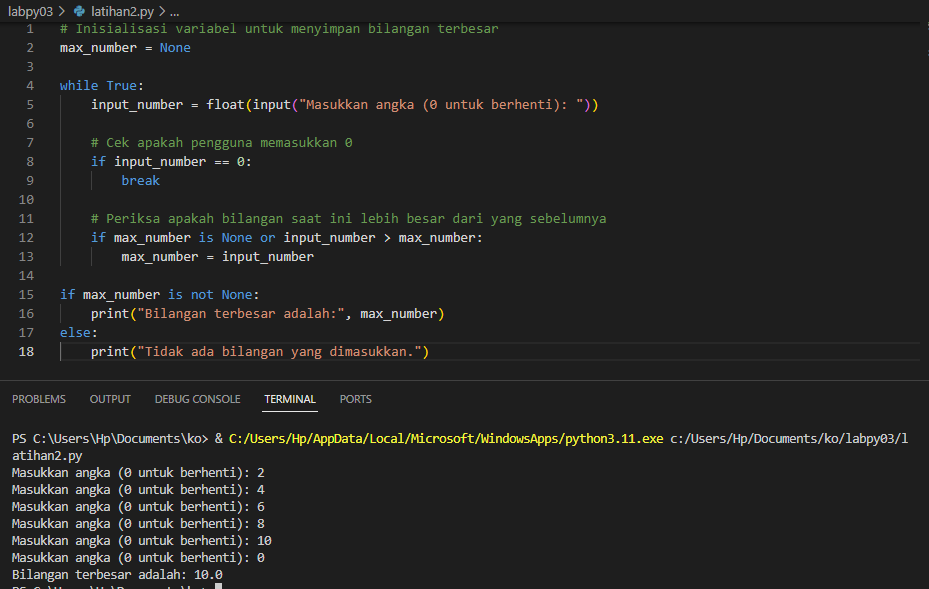 labpy03 > latihan2.py > ...
1 # Inisialisasi variabel untuk menyimpan bilangan terbesar
2 max_number = None
3
4 while True:
5     input_number = float(input("Masukkan angka (0 untuk berhenti): "))
6
7     # Cek apakah pengguna memasukkan 0
8     if input_number == 0:
9         break
10
11     # Periksa apakah bilangan saat ini lebih besar dari yang sebelumnya
12     if max_number is None or input_number > max_number:
13         max_number = input_number
14
15 if max_number is not None:
16     print("Bilangan terbesar adalah:", max_number)
17 else:
18     print("Tidak ada bilangan yang dimasukkan.")
PROBLEMS OUTPUT DEBUG CONSOLE TERMINAL PORTS
PS C:\Users\Hp\Documents\ko> & C:/Users/Hp/AppData/Local/Microsoft/WindowsApps/python3.11.exe c:/Users/Hp/Documents/ko/labpy03/l
atihan2.py
Masukkan angka (0 untuk berhenti): 2
Masukkan angka (0 untuk berhenti): 4
Masukkan angka (0 untuk berhenti): 6
Masukkan angka (0 untuk berhenti): 8
Masukkan angka (0 untuk berhenti): 10
Masukkan angka (0 untuk berhenti): 0
Bilangan terbesar adalah: 10.0